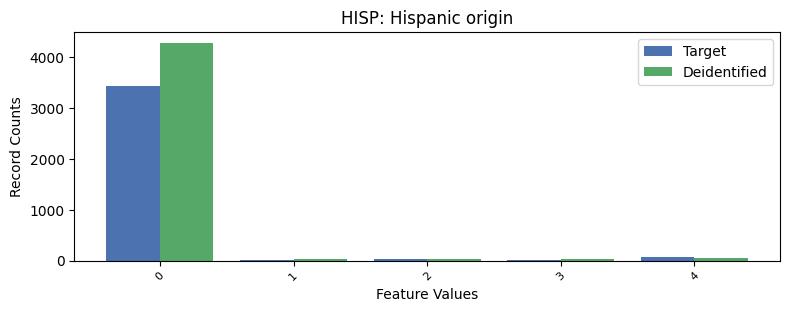 HISP: Hispanic origin
Target
Deidentified
Record Counts
4000
3000
2000
1000
0
0 1 2 3 4
Feature Values